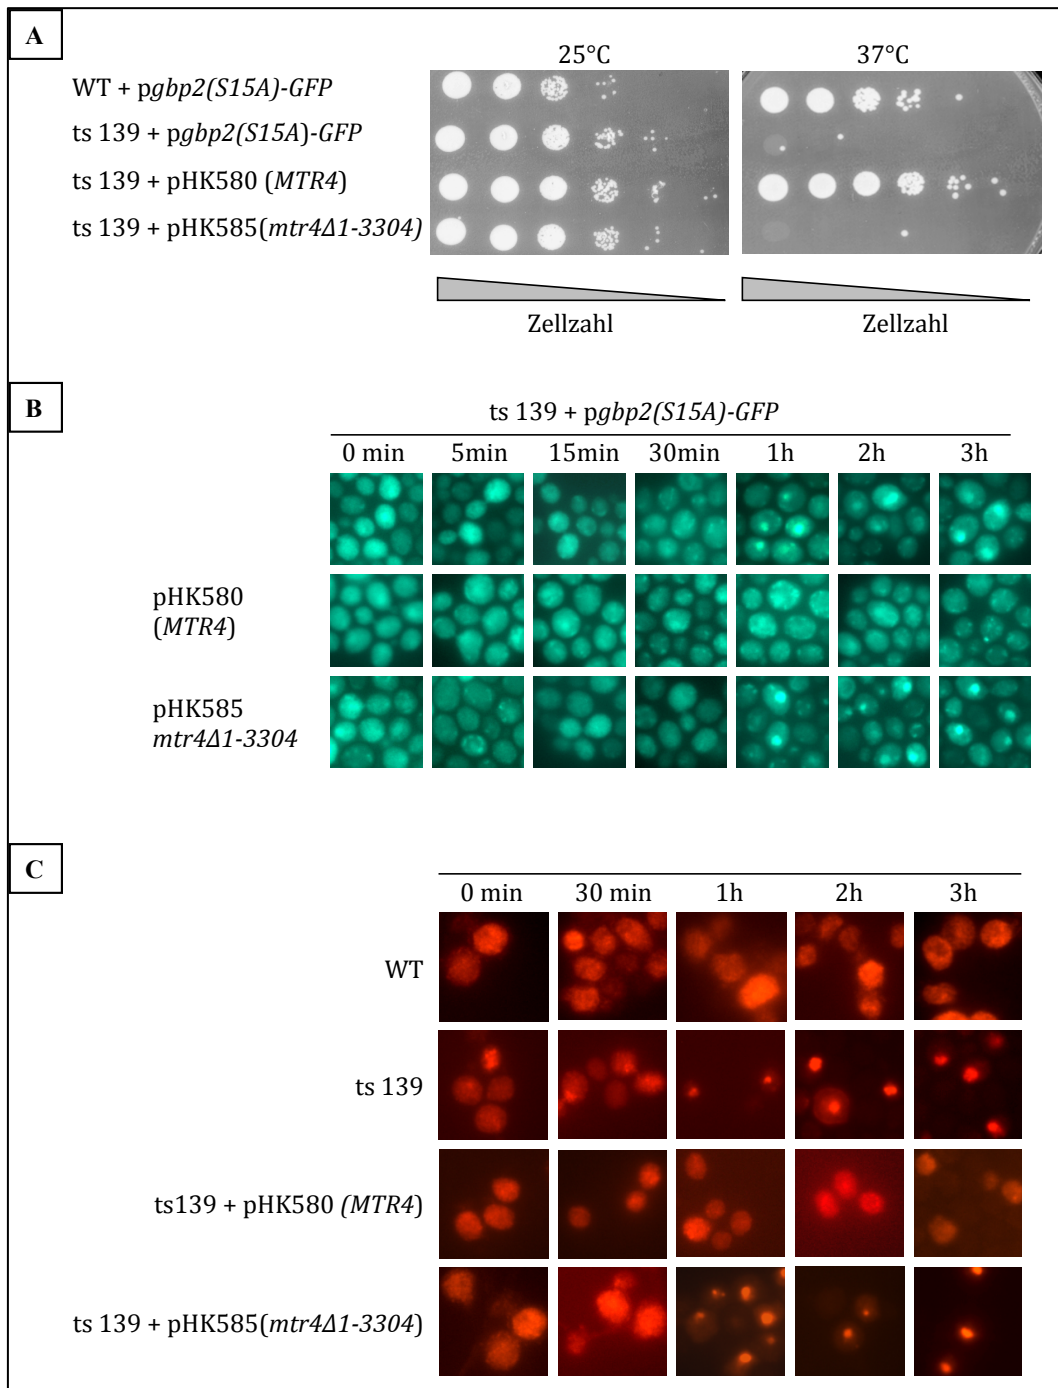 A
25°C
37°C
WT + pgbp2(S15A)-GFP
ts 139 + pgbp2(S15A)-GFP
ts 139 + pHK580 (MTR4)
ts 139 + pHK585(mtr4Δ1-3304)
Zellzahl
Zellzahl
B
ts 139 + pgbp2(S15A)-GFP
0 min 5min 15min 30min 1h 2h 3h
pHK580
(MTR4)
pHK585
mtr4Δ1-3304
C
0 min 30 min 1h 2h 3h
WT
ts 139
ts139 + pHK580 (MTR4)
ts 139 + pHK585(mtr4Δ1-3304)